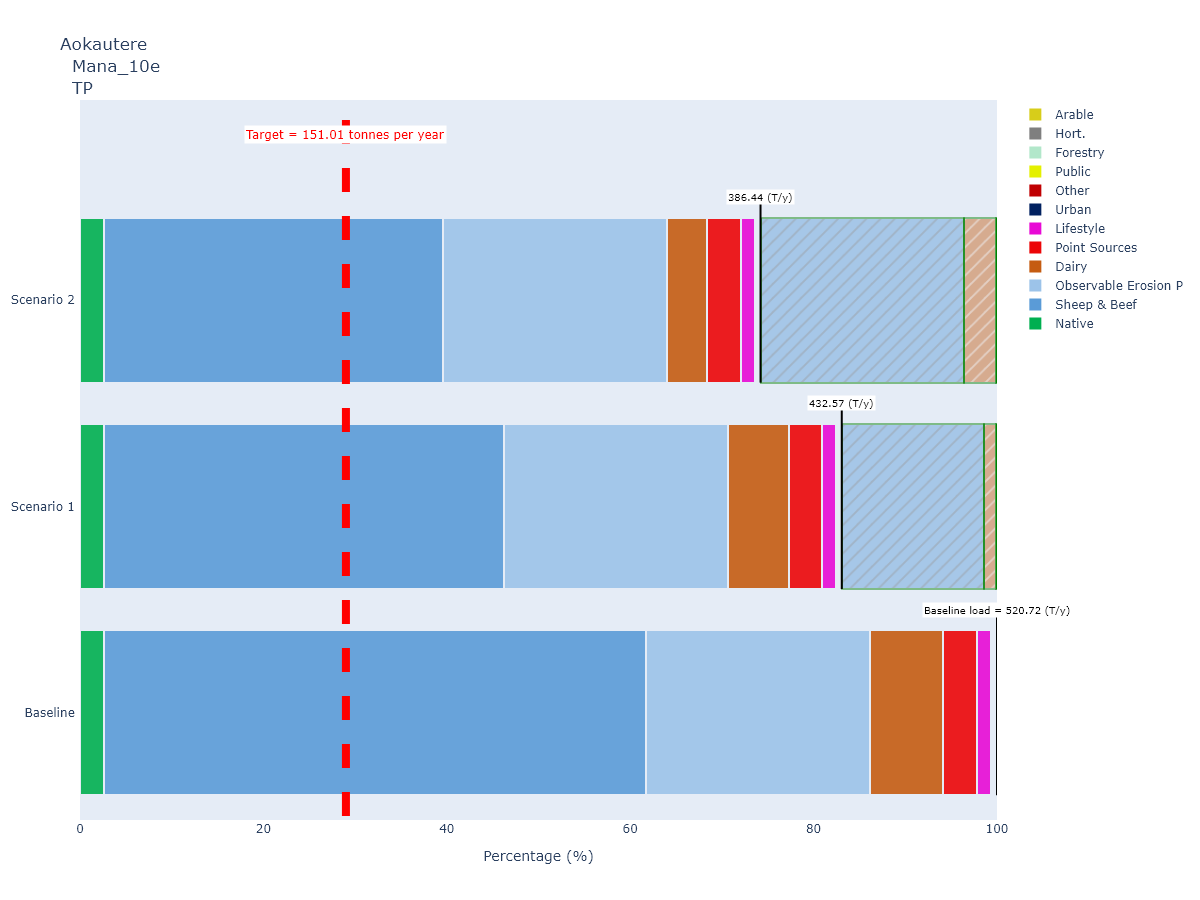 Aokautere
Mana_10e
TP
Target = 151.01 tonnes per year
386.44 (T/y)
Scenario 2
432.57 (T/y)
Scenario 1
Baseline load = 520.72 (T/y)
Baseline
0 20 40 60 80 100
Percentage (%)
Arable
Hort.
Forestry
Public
Other
Urban
Lifestyle
Point Sources
Dairy
Observable Erosion P
Sheep & Beef
Native